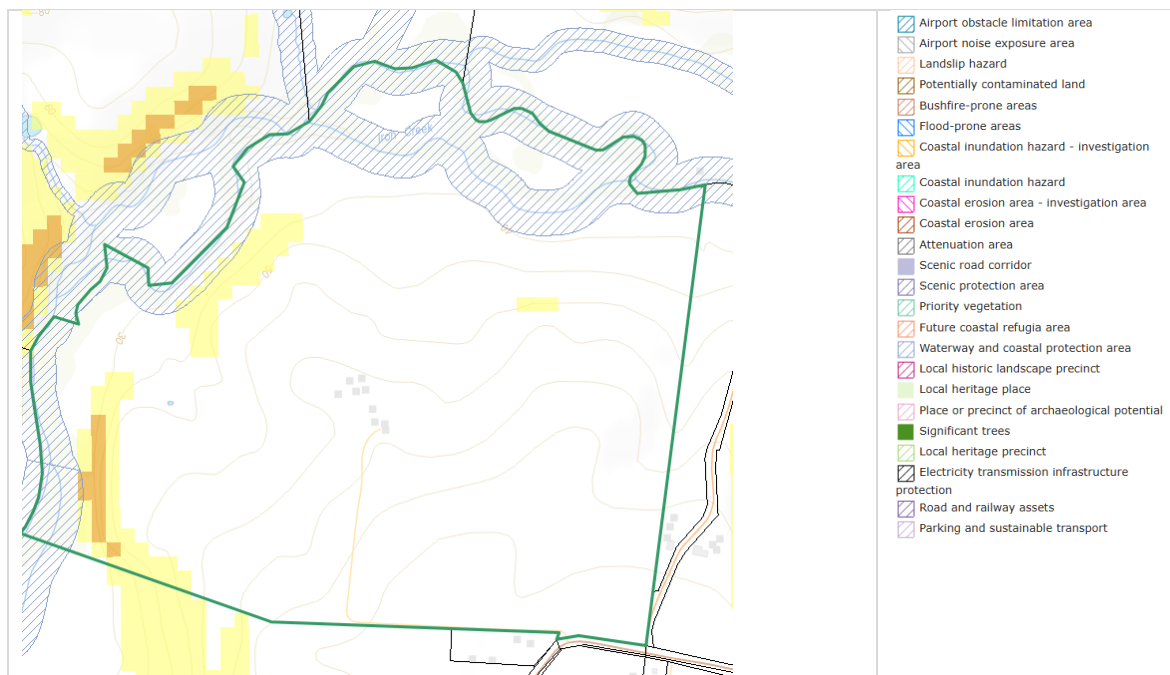 Iron Creek
50
30
Airport obstacle limitation area
Airport noise exposure area
Landslip hazard
Potentially contaminated land
Bushfire-prone areas
Flood-prone areas
Coastal inundation hazard - investigation
area
Coastal inundation hazard
Coastal erosion area - investigation area
Coastal erosion area
Attenuation area
Scenic road corridor
Scenic protection area
Priority vegetation
Future coastal refugia area
Waterway and coastal protection area
Local historic landscape precinct
Local heritage place
Place or precinct of archaeological potential
Significant trees
Local heritage precinct
Electricity transmission infrastructure
protection
Road and railway assets
Parking and sustainable transport